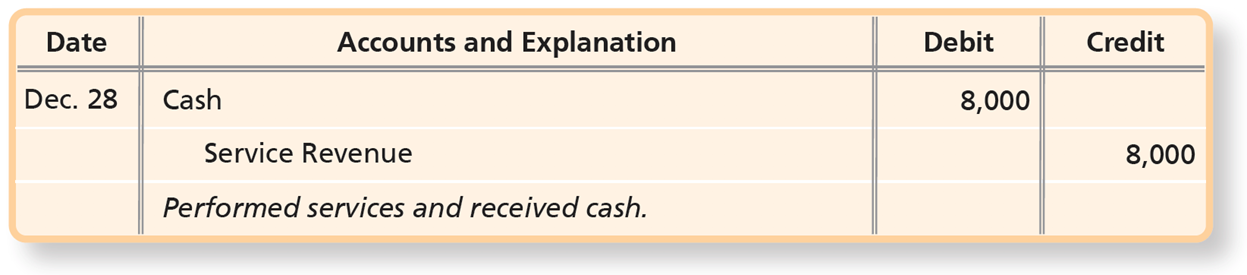 Date Accounts and Explanation Debit Credit
Dec. 28 Cash 8,000
Service Revenue 8,000
Performed services and received cash.